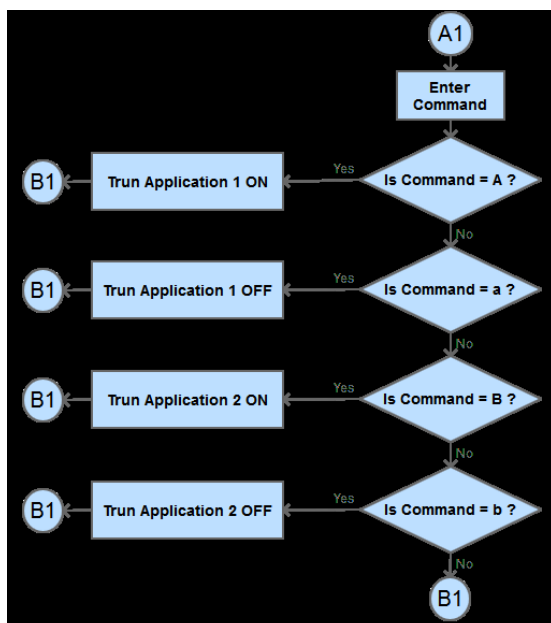 A1
Enter
Command
B1
Trun Application 1 ON
Yes
Is Command = A ?
No
B1
Trun Application 1 OFF
Yes
Is Command = a ?
No
B1
Trun Application 2 ON
Yes
Is Command = B ?
No
B1
Trun Application 2 OFF
Yes
Is Command = b ?
No
B1